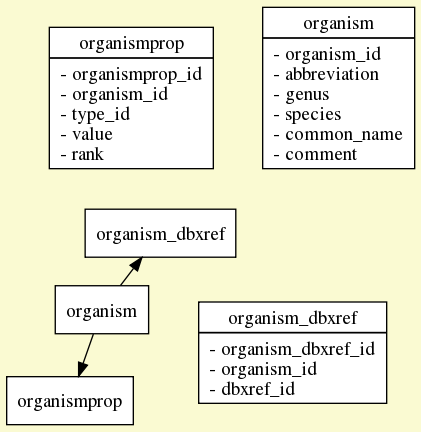 organismprop
- organismprop_id
- organism_id
- type_id
- value
- rank
organism
- organism_id
- abbreviation
- genus
- species
- common_name
- comment
organism_dbxref
organism
organismprop
organism_dbxref
- organism_dbxref_id
- organism_id
- dbxref_id